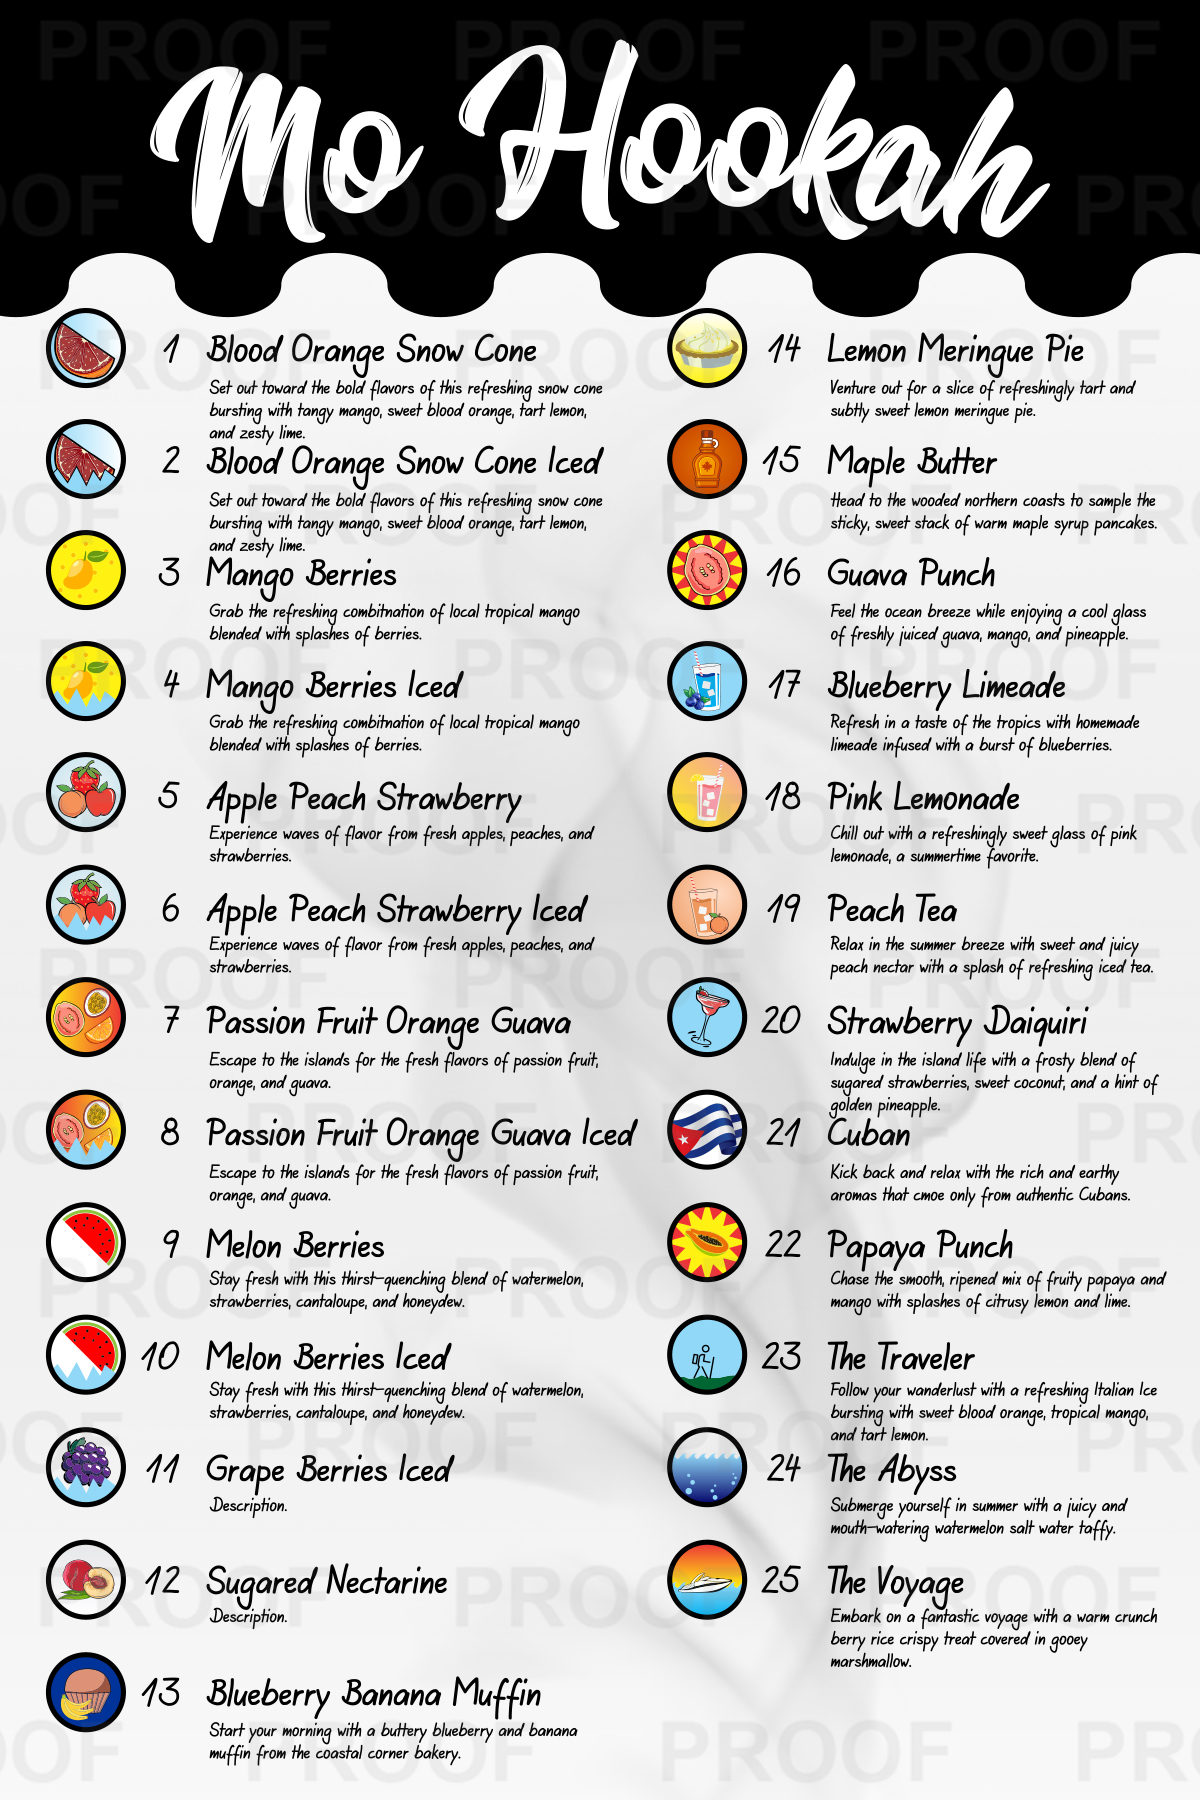 Mo Hookah
1 Blood Orange Snow Cone
Set out toward the bold flavors of this refreshing snow cone
bursting with tangy mango, sweet blood orange, tart lemon,
and zesty lime.
2 Blood Orange Snow Cone Iced
Set out toward the bold flavors of this refreshing snow cone
bursting with tangy mango, sweet blood orange, tart lemon,
and zesty lime.
3 Mango Berries
Grab the refreshing combitnation of local tropical mango
blended with splashes of berries.
4 Mango Berries Iced
Grab the refreshing combitnation of local tropical mango
blended with splashes of berries.
5 Apple Peach Strawberry
Experience waves of flavor from fresh apples, peaches, and
strawberries.
6 Apple Peach Strawberry Iced
Experience waves of flavor from fresh apples, peaches, and
strawberries.
7 Passion Fruit Orange Guava
Escape to the islands for the fresh flavors of passion fruit,
orange, and guava.
8 Passion Fruit Orange Guava Iced
Escape to the islands for the fresh flavors of passion fruit,
orange, and guava.
9 Melon Berries
Stay fresh with this thirst-quenching blend of watermelon,
strawberries, cantaloupe, and honeydew.
10 Melon Berries Iced
Stay fresh with this thirst-quenching blend of watermelon,
strawberries, cantaloupe, and honeydew.
11 Grape Berries Iced
Description.
12 Sugared Nectarine
Description.
13 Blueberry Banana Muffin
Start your morning with a buttery blueberry and banana
muffin from the coastal corner bakery.
14 Lemon Meringue Pie
Venture out for a slice of refreshingly tart and
subtly sweet lemon meringue pie.
15 Maple Butter
Head to the wooded northern coasts to sample the
sticky, sweet stack of warm maple syrup pancakes.
16 Guava Punch
Feel the ocean breeze while enjoying a cool glass
of freshly juiced guava, mango, and pineapple.
17 Blueberry Limeade
Refresh in a taste of the tropics with homemade
limeade infused with a burst of blueberries.
18 Pink Lemonade
Chill out with a refreshingly sweet glass of pink
lemonade, a summertime favorite.
19 Peach Tea
Relax in the summer breeze with sweet and juicy
peach nectar with a splash of refreshing iced tea.
20 Strawberry Daiquiri
Indulge in the island life with a frosty blend of
sugared strawberries, sweet coconut, and a hint of
golden pineapple.
21 Cuban
Kick back and relax with the rich and earthy
aromas that cmoe only from authentic Cubans.
22 Papaya Punch
Chase the smooth, ripened mix of fruity papaya and
mango with splashes of citrusy lemon and lime.
23 The Traveler
Follow your wanderlust with a refreshing Italian Ice
bursting with sweet blood orange, tropical mango,
and tart lemon.
24 The Abyss
Submerge yourself in summer with a juicy and
mouth-watering watermelon salt water taffy.
25 The Voyage
Embark on a fantastic voyage with a warm crunch
berry rice crispy treat covered in gooey
marshmallow.
PROOF